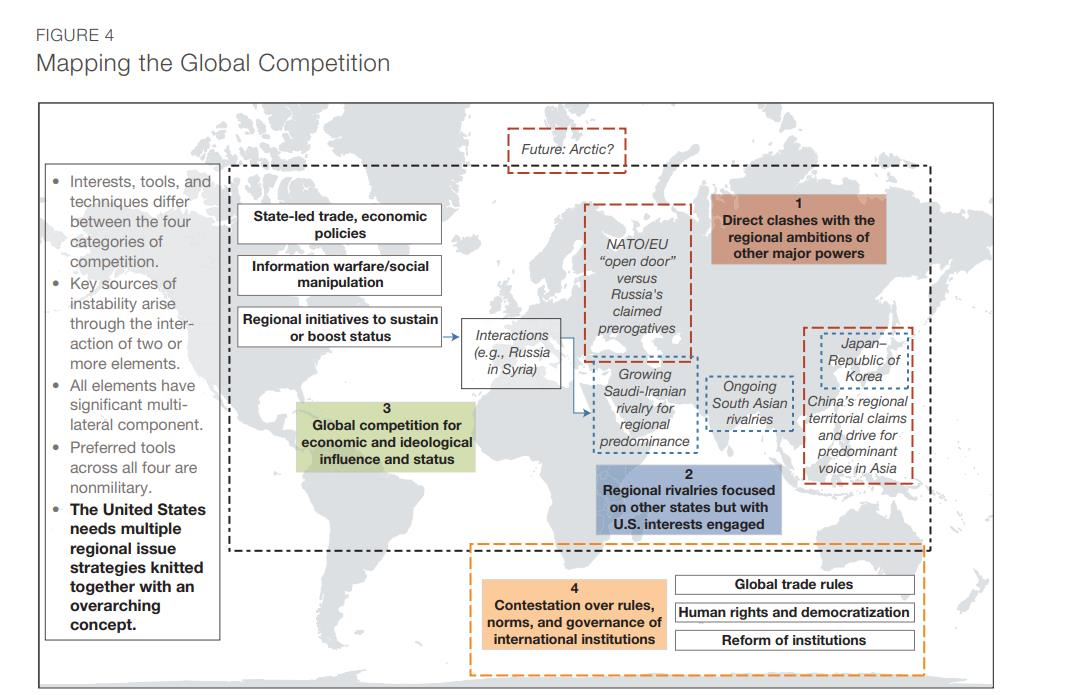 FIGURE 4
Mapping the Global Competition
• Interests, tools, and
techniques differ
between the four
categories of
competition.
• Key sources of
instability arise
through the inter-
action of two or
more elements.
• All elements have
significant multi-
lateral component.
• Preferred tools
across all four are
nonmilitary.
• The United States
needs multiple
regional issue
strategies knitted
together with an
overarching
concept.
Future: Arctic?
State-led trade, economic
policies
Information warfare/social
manipulation
Regional initiatives to sustain
or boost status
Interactions
(e.g., Russia
in Syria)
3
Global competition for
economic and ideological
influence and status
NATO/EU
“open door”
versus
Russia's
claimed
prerogatives
1
Direct clashes with the
regional ambitions of
other major powers
Growing
Saudi-Iranian
rivalry for
regional
predominance
Ongoing
South Asian
rivalries
Japan–
Republic of
Korea
China's regional
territorial claims
and drive for
predominant
voice in Asia
2
Regional rivalries focused
on other states but with
U.S. interests engaged
4
Contestation over rules,
norms, and governance of
international institutions
Global trade rules
Human rights and democratization
Reform of institutions